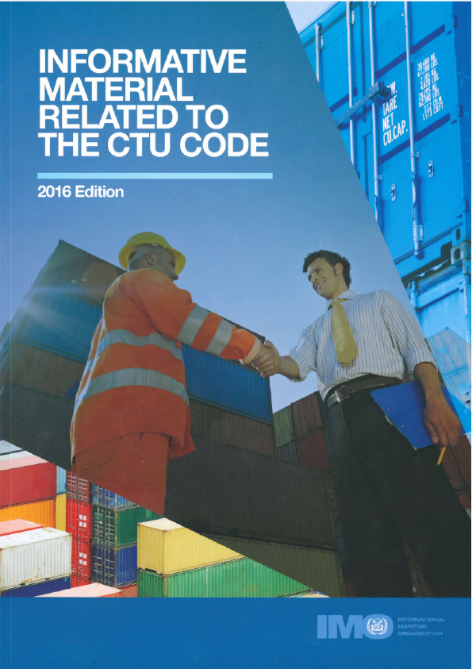 INFORMATIVE
MATERIAL
RELATED TO
THE CTU CODE
2016 Edition
TARE
NET
CU.CAP.
IMO
INTERNATIONAL
MARITIME
ORGANIZATION